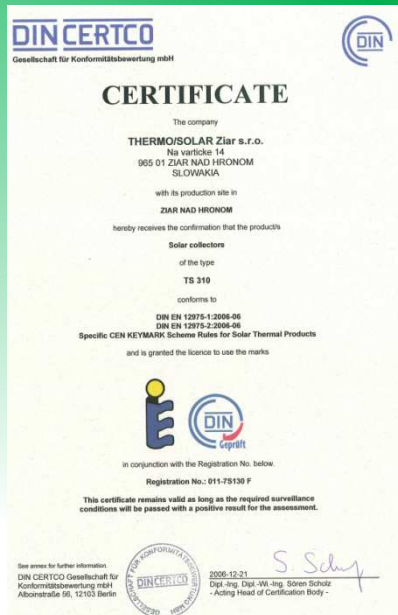 DIN CERTCO
Gesellschaft für Konformitätsbewertung mbH
DIN
CERTIFICATE
The company
THERMO/SOLAR Ziar s.r.o.
Na varticke 14
965 01 ZIAR NAD HRONOM
SLOWAKIA
with its production site in
ZIAR NAD HRONOM
hereby receives the confirmation that the product/s
Solar collectors
of the type
TS 310
conforms to
DIN EN 12975-1:2006-06
DIN EN 12975-2:2006-06
Specific CEN KEYMARK Scheme Rules for Solar Thermal Products
and is granted the licence to use the marks
DIN
Geprüft
in conjunction with the Registration No. below.
Registration No.: 011-7S130 F
This certificate remains valid as long as the required surveillance
conditions will be passed with a positive result for the assessment.
See annex for further information.
DIN CERTCO Gesellschaft für
Konformitätsbewertung mbH
Alboinstraße 56, 12103 Berlin
DIN CERTCO
GESELLSCHAFT FÜR KONFORMITÄTSBEWERTUNG MBH
2006-12-21
Dipl.-Ing. Dipl.-Wi.-Ing. Sören Scholz
- Acting Head of Certification Body -